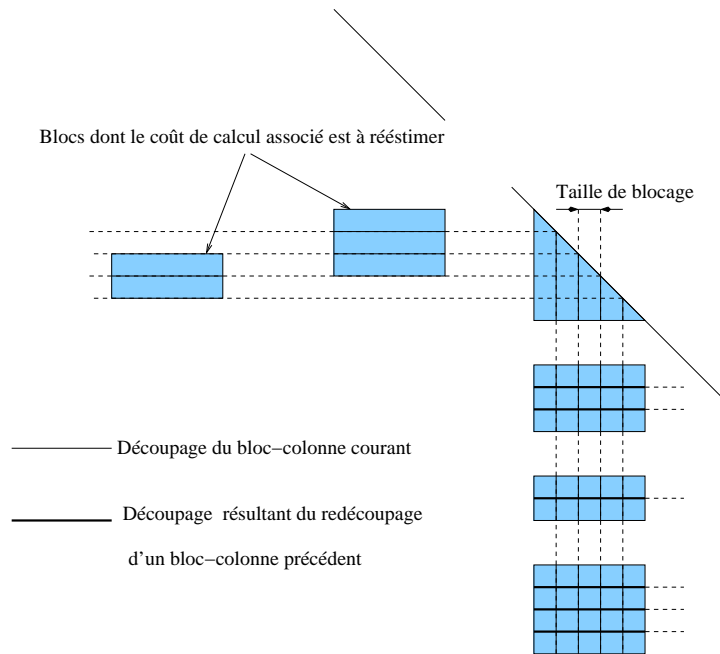 Blocs dont le coût de calcul associé est à réestimer
Taille de blocage
Découpage du bloc−colonne courant
Découpage résultant du redécoupage
d'un bloc−colonne précédent